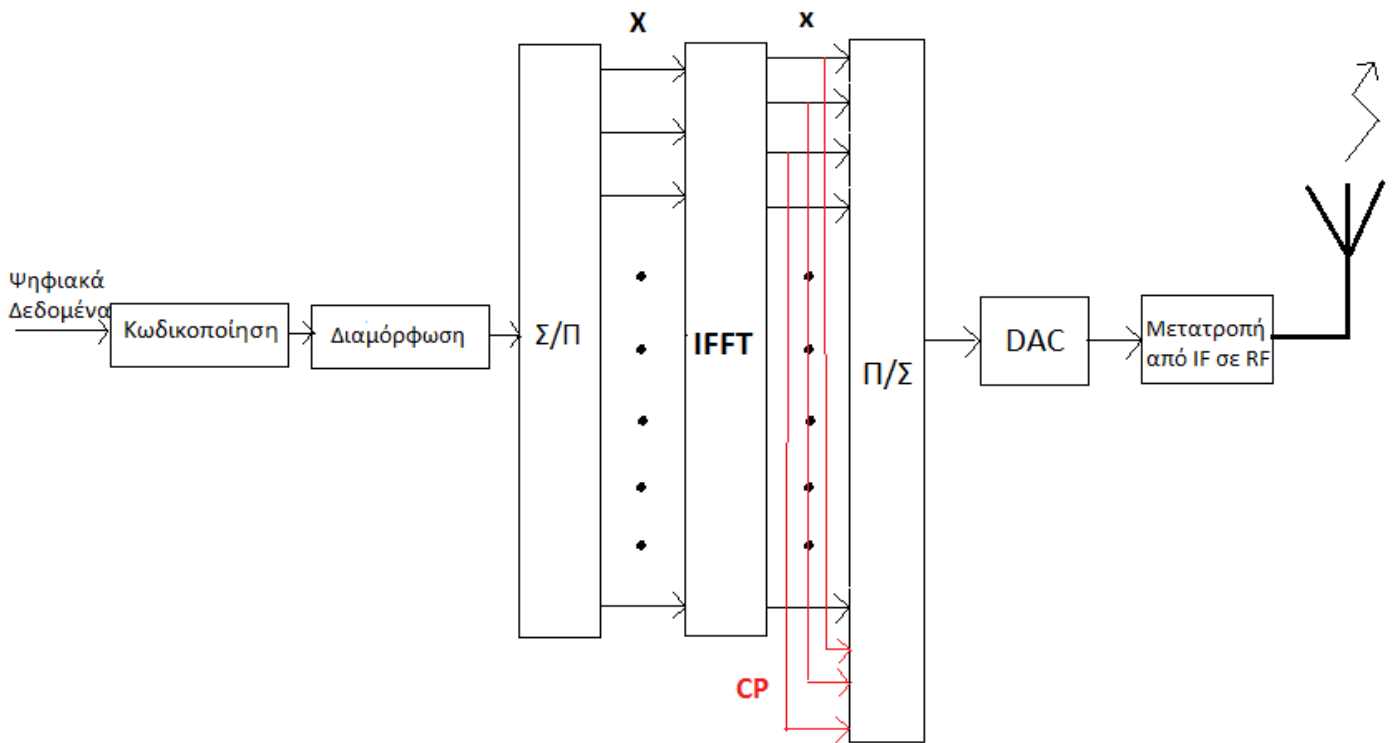 X
x
Ψηφιακά
Δεδομένα
Κωδικοποίηση
Διαμόρφωση
Σ/Π
IFFT
Π/Σ
DAC
Μετατροπή
από IF σε RF
CP